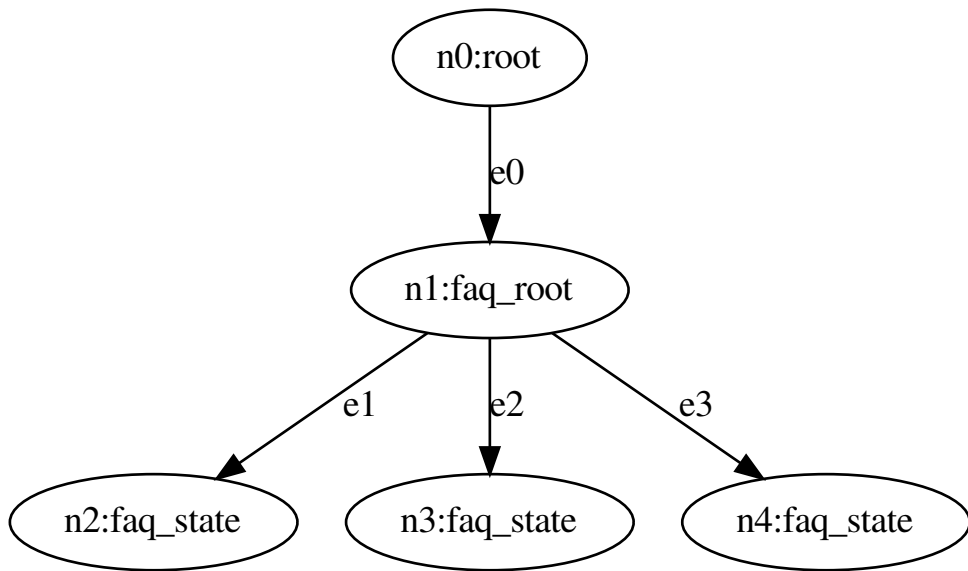 n0:root
e0
n1:faq_root
e1
e2
e3
n2:faq_state
n3:faq_state
n4:faq_state